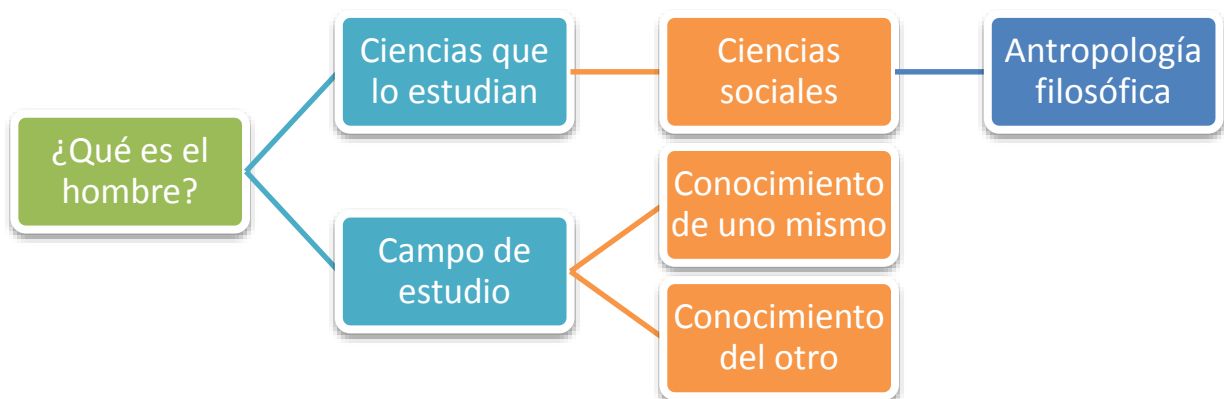 ¿Qué es el
hombre?
Ciencias que
lo estudian
Ciencias
sociales
Antropología
filosófica
Campo de
estudio
Conocimiento
de uno mismo
Conocimiento
del otro